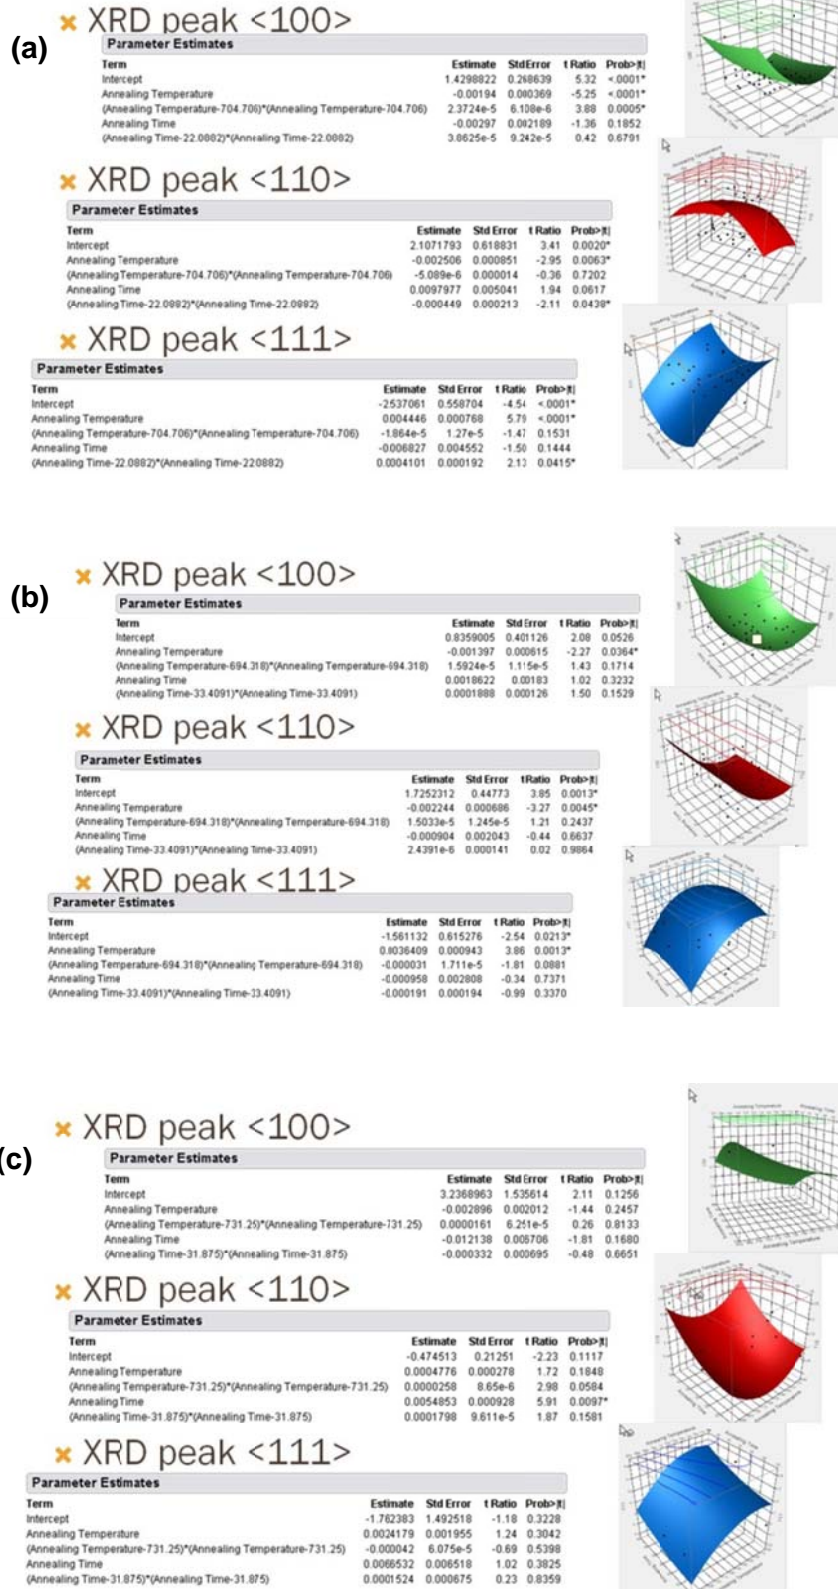 (a)
× XRD peak <100>
Parameter Estimates
Term Estimate StdError t Ratio Prob>|t|
Intercept 1.4298822 0.268639 5.32 <.0001*
Annealing Temperature -0.00194 0.000369 -5.25 <.0001*
(Annealing Temperature-704.706)*(Annealing Temperature-704.706) 2.3724e-5 6.108e-6 3.88 0.0005*
Annealing Time -0.00297 0.002189 -1.36 0.1852
(Annealing Time-22.0882)*(Annealing Time-22.0882) 3.8625e-5 9.242e-5 0.42 0.6791
× XRD peak <110>
Parameter Estimates
Term Estimate Std Error t Ratio Prob>|t|
Intercept 2.1071793 0.618831 3.41 0.0020*
Annealing Temperature -0.002506 0.000851 -2.95 0.0063*
(AnnealingTemperature-704.706)*(Annealing Temperature-704.706) -5.089e-6 0.000014 -0.36 0.7202
Annealing Time 0.0097977 0.005041 1.94 0.0617
(AnnealingTime-22.0882)*(Annealing Time-22.0882) -0.000449 0.000213 -2.11 0.0438*
× XRD peak <111>
Parameter Estimates
Term Estimate Std Error t Ratio Prob>|t|
Intercept -2537061 0.558704 -4.54 <.0001*
Annealing Temperature 0004446 0.000768 5.79 <.0001*
(Annealing Temperature-704.706)*(Annealing Temperature-704.706) -1.864e-5 1.27e-5 -1.47 0.1531
Annealing Time -0006827 0.004552 -1.50 0.1444
(Annealing Time-22.0882)*(Annealing Time-220882) 0.0004101 0.000192 2.13 0.0415*
(b)
× XRD peak <100>
Parameter Estimates
Term Estimate Std Error t Ratio Prob>|t|
Intercept 0.8359005 0.401126 2.08 0.0526
Annealing Temperature -0.001397 0.000615 -2.27 0.0364*
(Annealing Temperature-694.318)*(Annealing Temperature-694.318) 1.5924e-5 1.115e-5 1.43 0.1714
Annealing Time 0.0018622 0.00183 1.02 0.3232
(Annealing Time-33.4091)*(Annealing Time-33.4091) 0.0001888 0.000126 1.50 0.1529
× XRD peak <110>
Parameter Estimates
Term Estimate Std Error tRatio Prob>|t|
Intercept 1.7252312 0.44773 3.85 0.0013*
Annealing Temperature -0.002244 0.000686 -3.27 0.0045*
(Annealing Temperature-694.318)*(Annealing Temperature-694.318) 1.5033e-5 1.245e-5 1.21 0.2437
Annealing Time -0.000904 0.002043 -0.44 0.6637
(Annealing Time-33.4091)*(Annealing Time-33.4091) 2.4391e-6 0.000141 0.02 0.9864
× XRD peak <111>
Parameter Estimates
Term Estimate Std Error t Ratio Prob>|t|
Intercept -1.561132 0.615276 -2.54 0.0213*
Annealing Temperature 0.0036409 0.000943 3.86 0.0013*
(Annealing Temperature-694.318)*(Annealing Temperature-694.318) -0.000031 1.711e-5 -1.81 0.0881
Annealing Time -0.000958 0.002808 -0.34 0.7371
(Annealing Time-33.4091)*(Annealing Time-33.4091) -0.000191 0.000194 -0.99 0.3370
(c)
× XRD peak <100>
Parameter Estimates
Term Estimate Std Error t Ratio Prob>|t|
Intercept 3.2368963 1.535614 2.11 0.1256
Annealing Temperature -0.002896 0.002012 -1.44 0.2457
(Annealing Temperature-731.25)*(Annealing Temperature-731.25) 0.0000161 6.251e-5 0.26 0.8133
Annealing Time -0.012138 0.006706 -1.81 0.1680
(Annealing Time-31.875)*(Annealing Time-31.875) -0.000332 0.000695 -0.48 0.6651
× XRD peak <110>
Parameter Estimates
Term Estimate Std Error t Ratio Prob>|t|
Intercept -0.474513 0.21251 -2.23 0.1117
Annealing Temperature 0.0004776 0.000278 1.72 0.1848
(Annealing Temperature-731.25)*(Annealing Temperature-731.25) 0.0000258 8.65e-6 2.98 0.0584
Annealing Time 0.0054853 0.000928 5.91 0.0097*
(Annealing Time-31.875)*(Annealing Time-31.875) 0.0001798 9.611e-5 1.87 0.1581
× XRD peak <111>
Parameter Estimates
Term Estimate Std Error t Ratio Prob>|t|
Intercept -1.762383 1.492518 -1.18 0.3228
Annealing Temperature 0.0024179 0.001955 1.24 0.3042
(Annealing Temperature-731.25)*(Annealing Temperature-731.25) -0.000042 6.075e-5 -0.69 0.5398
Annealing Time 0.0066532 0.006518 1.02 0.3825
(Annealing Time-31.875)*(Annealing Time-31.875) 0.0001524 0.000675 0.23 0.8359